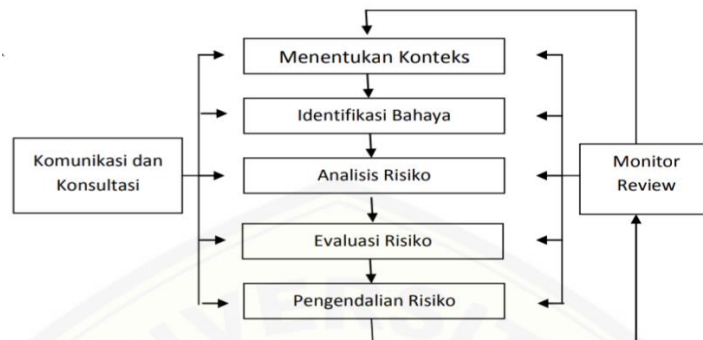 Menentukan Konteks
Identifikasi Bahaya
Komunikasi dan
Konsultasi
Analisis Risiko
Monitor
Review
Evaluasi Risiko
Pengendalian Risiko